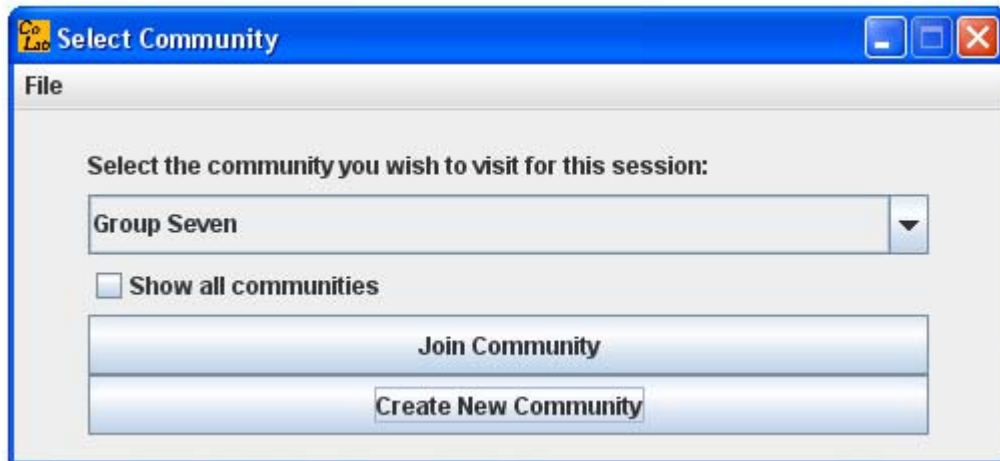 Co
Lab
Select Community
File
Select the community you wish to visit for this session:
Group Seven
Show all communities
Join Community
Create New Community